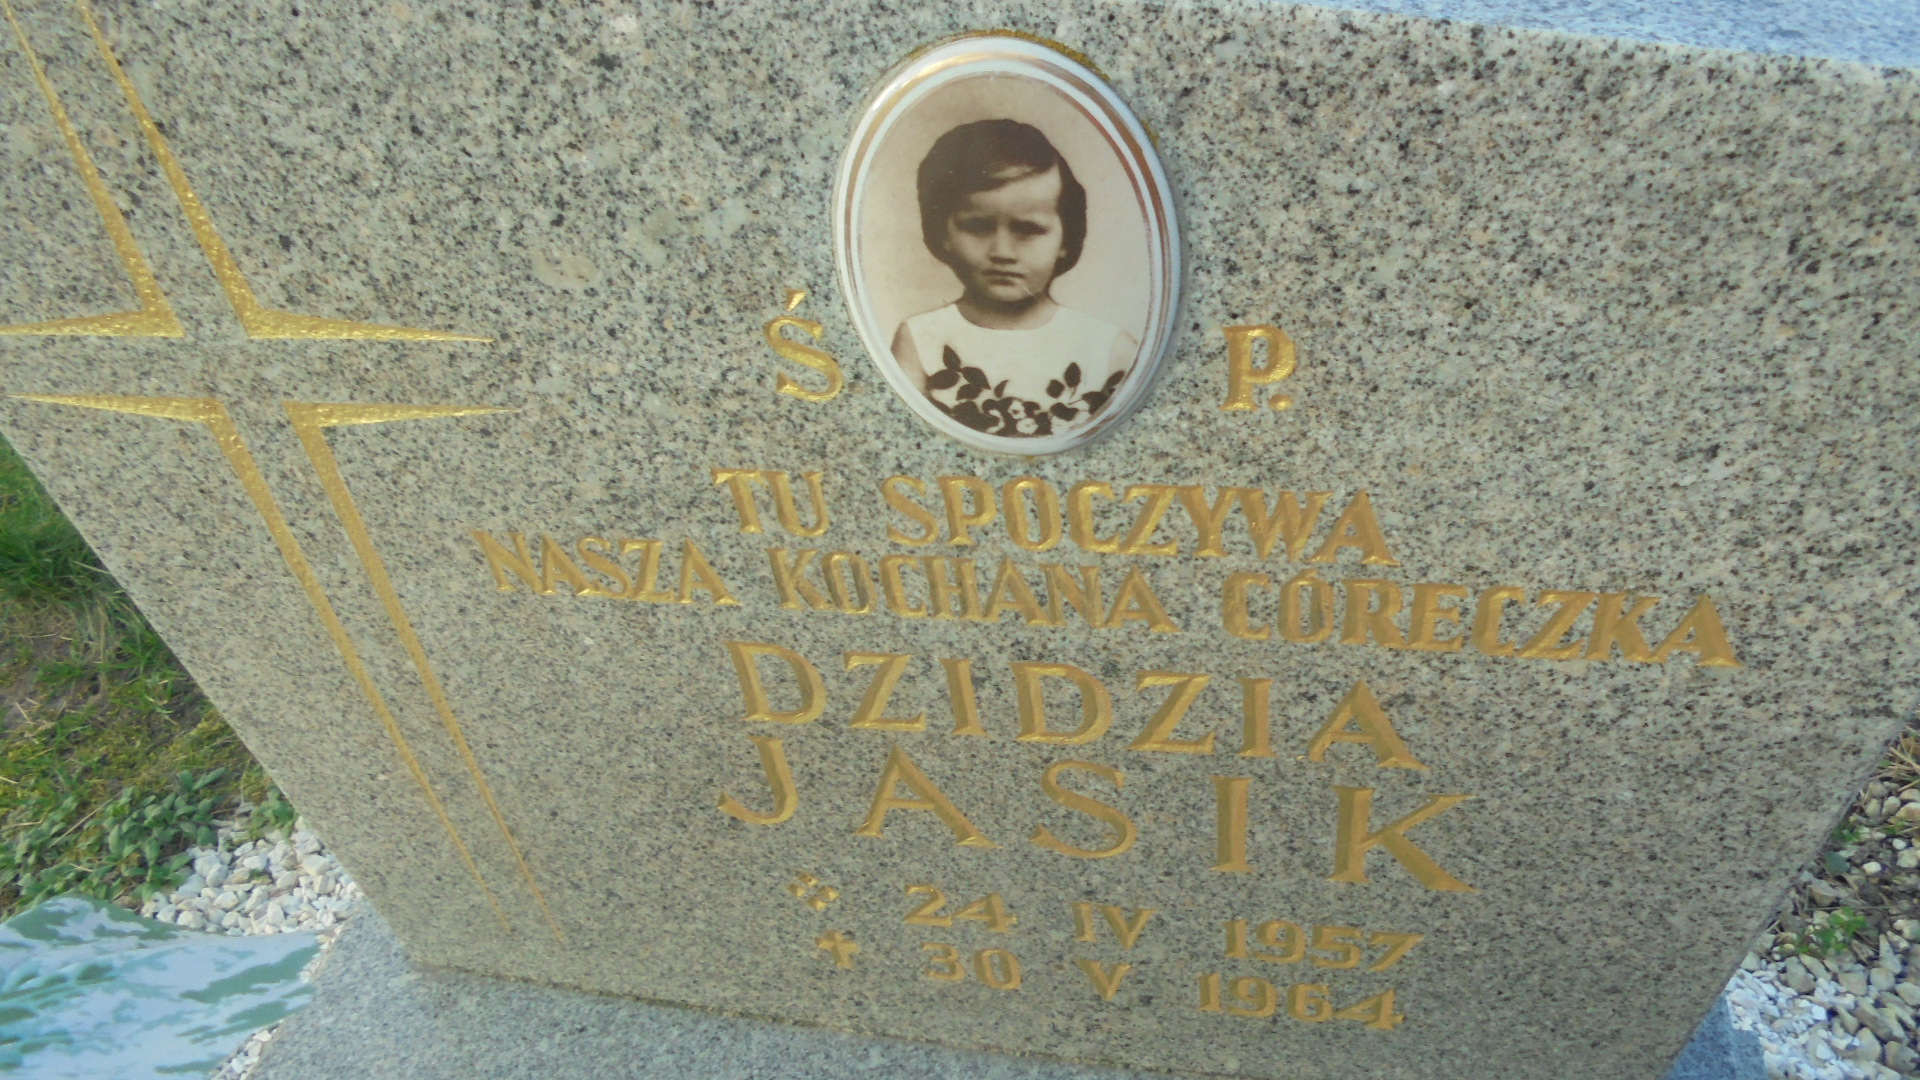 Ś P.
TU SPOCZYWA
NASZA KOCHANA CÓRECZKA
DZIDZIA
JASIK
* 24 IV 1957
✝ 30 V 1964